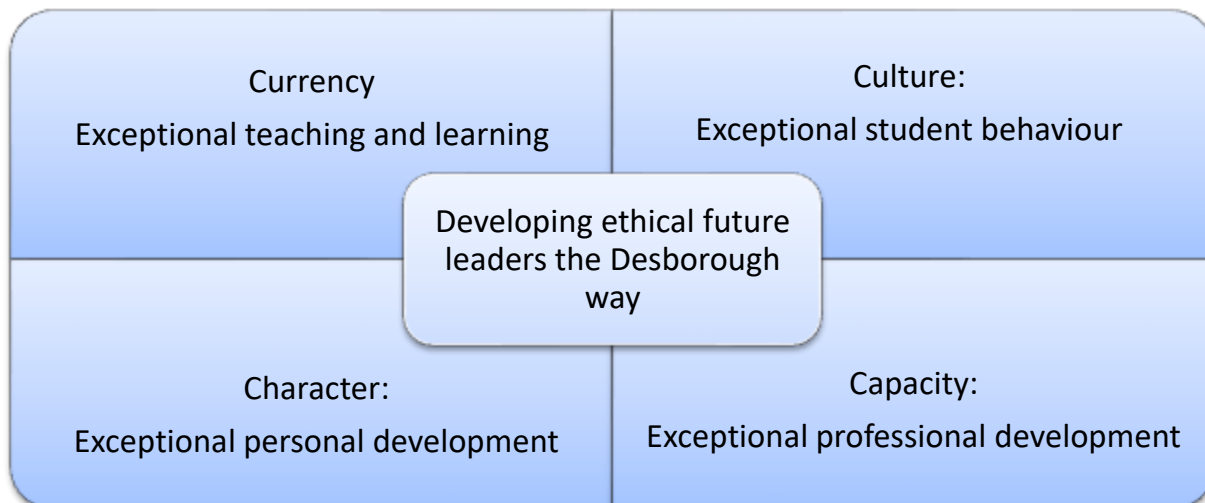 Currency
Exceptional teaching and learning
Culture:
Exceptional student behaviour
Developing ethical future
leaders the Desborough
way
Character:
Exceptional personal development
Capacity:
Exceptional professional development